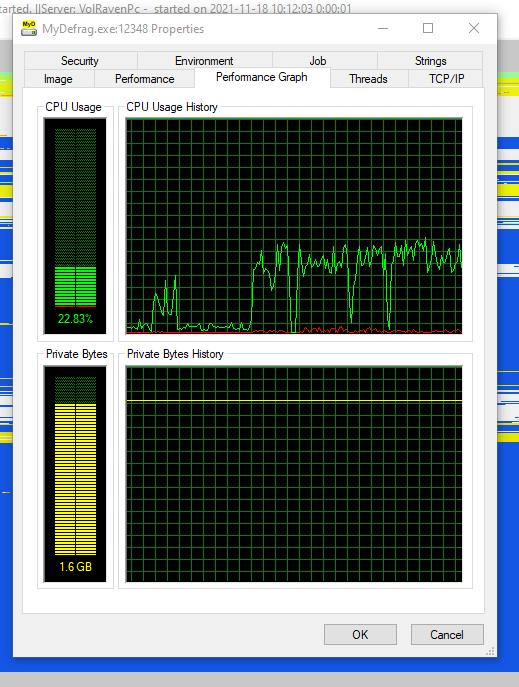 tarted. IIServer: VolRavenPc - started on 2021-11-18 10:12:03 0:00:01
MyD
MyDefrag.exe:12348 Properties
Security Environment Job Strings
Image Performance Performance Graph Threads TCP/IP
CPU Usage CPU Usage History
22.83%
Private Bytes Private Bytes History
1.6 GB
OK Cancel